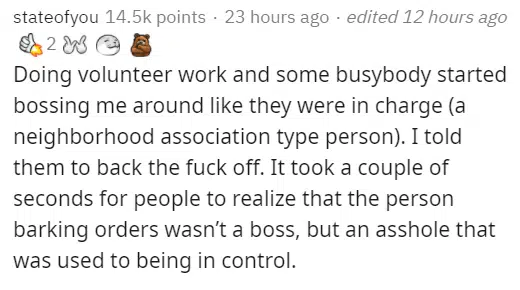 stateofyou 14.5k points · 23 hours ago · edited 12 hours ago
2
Doing volunteer work and some busybody started
bossing me around like they were in charge (a
neighborhood association type person). I told
them to back the fuck off. It took a couple of
seconds for people to realize that the person
barking orders wasn't a boss, but an asshole that
was used to being in control.